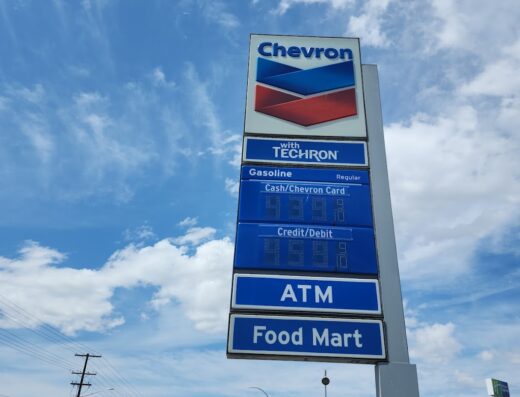 Chevron
with
TECHRON
Gasoline Regular
Cash/Chevron Card
Credit/Debit
ATM
Food Mart